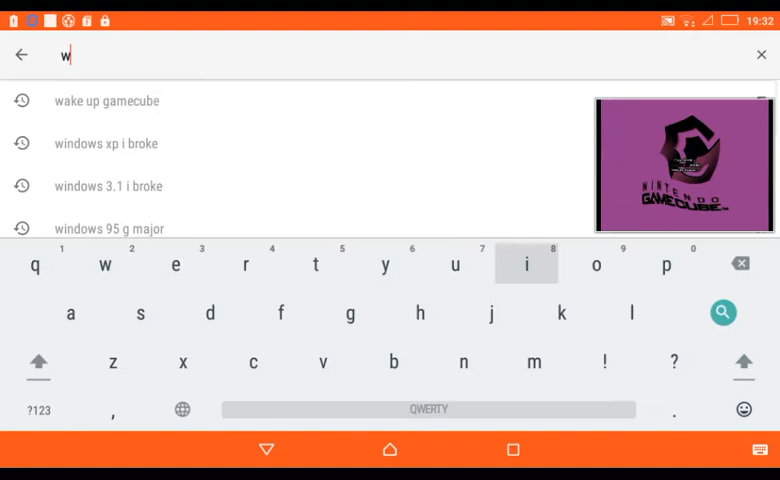 19:32
w
wake up gamecube
windows xp i broke
windows 3.1 i broke
windows 95 g major
NINTENDO
GAMECUBE
1 2 3 4 5 6 7 8 9 0
q w e r t y u i o p
a s d f g h j k l
z x c v b n m ! ?
?123 , QWERTY .